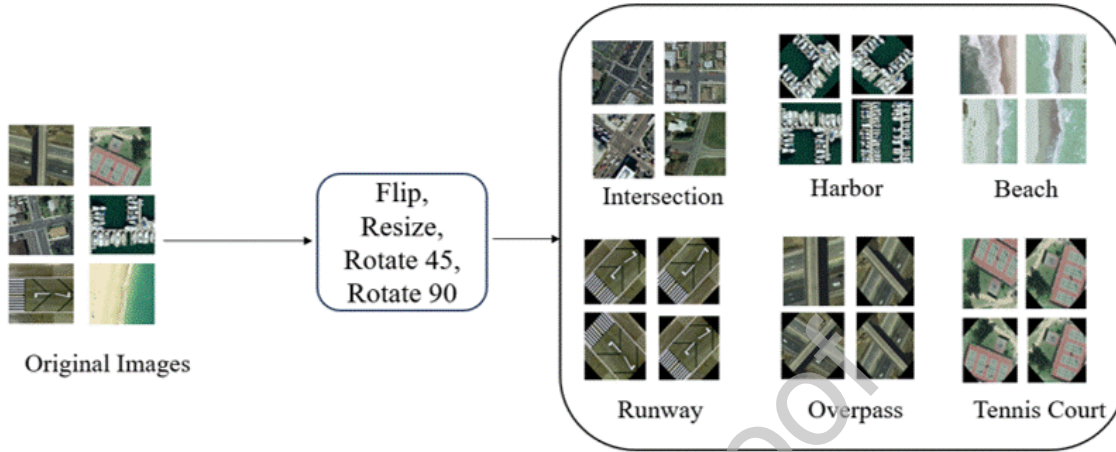 Flip,
Resize,
Rotate 45,
Rotate 90
Original Images
Intersection
Harbor
Beach
Runway
Overpass
Tennis Court